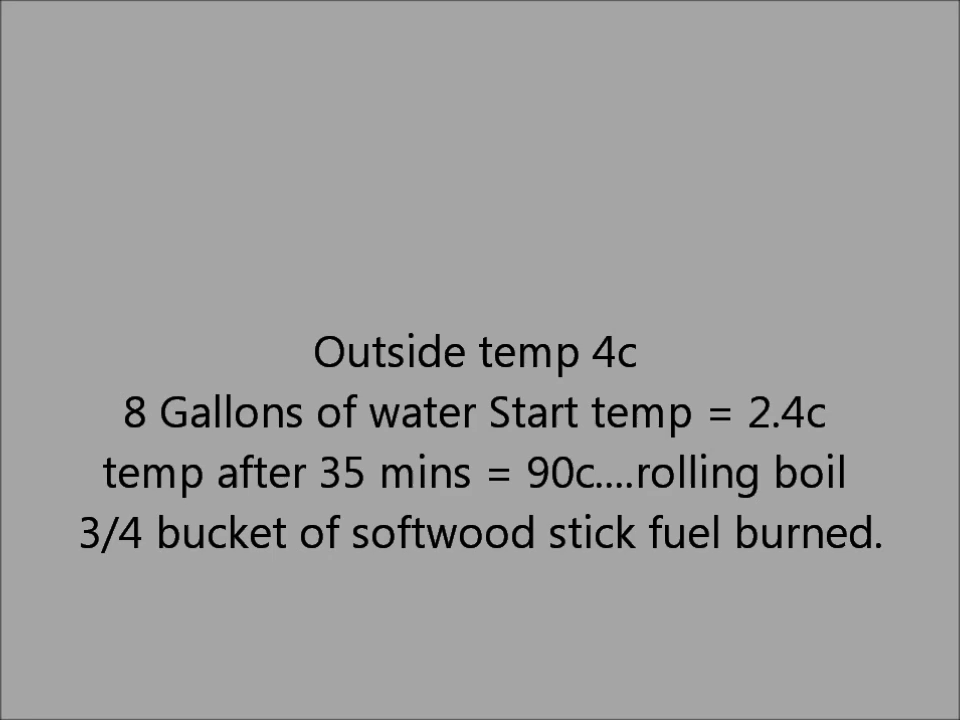 Outside temp 4c
8 Gallons of water Start temp = 2.4c
temp after 35 mins = 90c....rolling boil
3/4 bucket of softwood stick fuel burned.